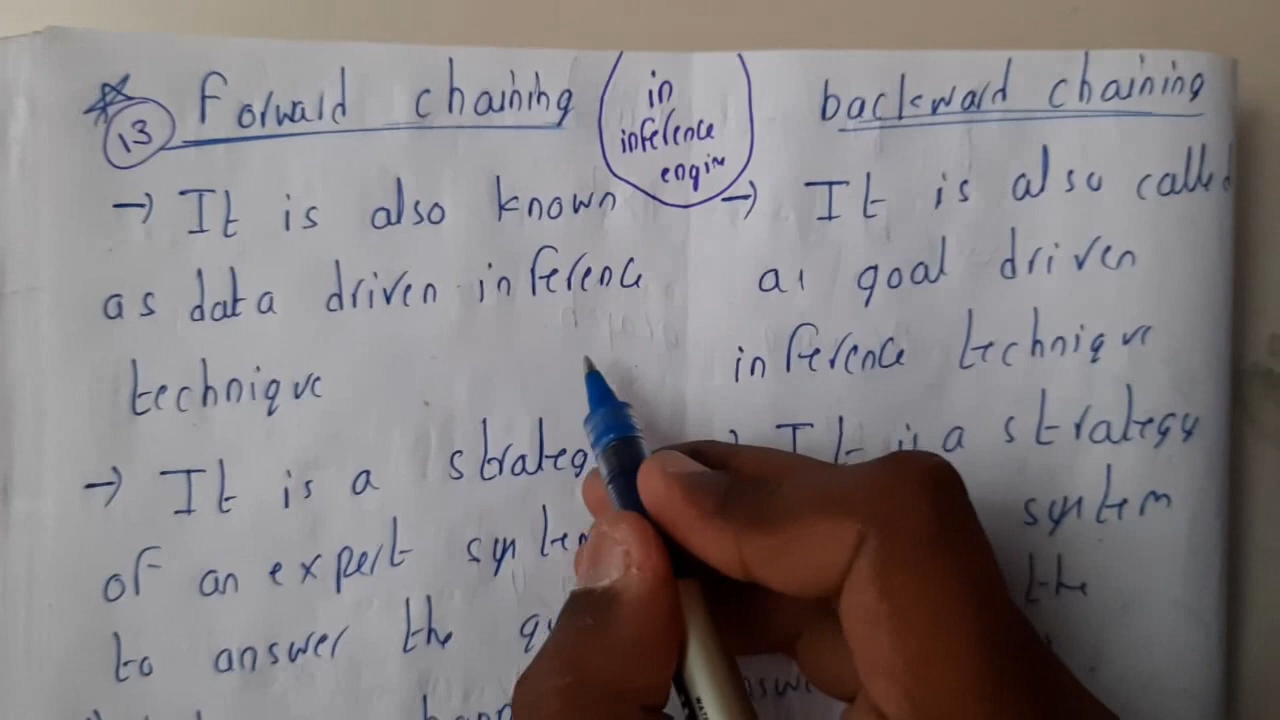 13 Forward chaining
in
inference
engine
→ It is also known
as data driven inference
technique
→ It is a strateg
of an expert system
to answer the
backward chaining
→ It is also called
as goal driven
inference technique
→ It is a strategy
system
the